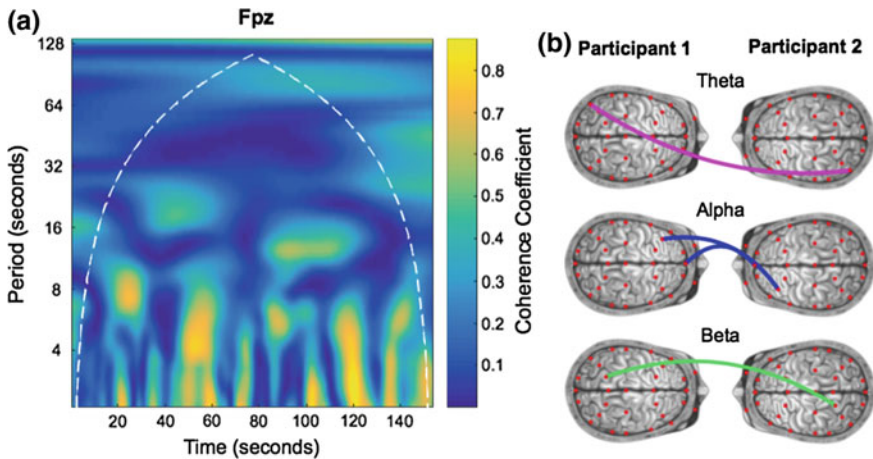 (a)
Fpz
128
64
32
16
8
4
Period (seconds)
20 40 60 80 100 120 140
Time (seconds)
0.8
0.7
0.6
0.5
0.4
0.3
0.2
0.1
Coherence Coefficient
(b)
Participant 1 Participant 2
Theta
Alpha
Beta